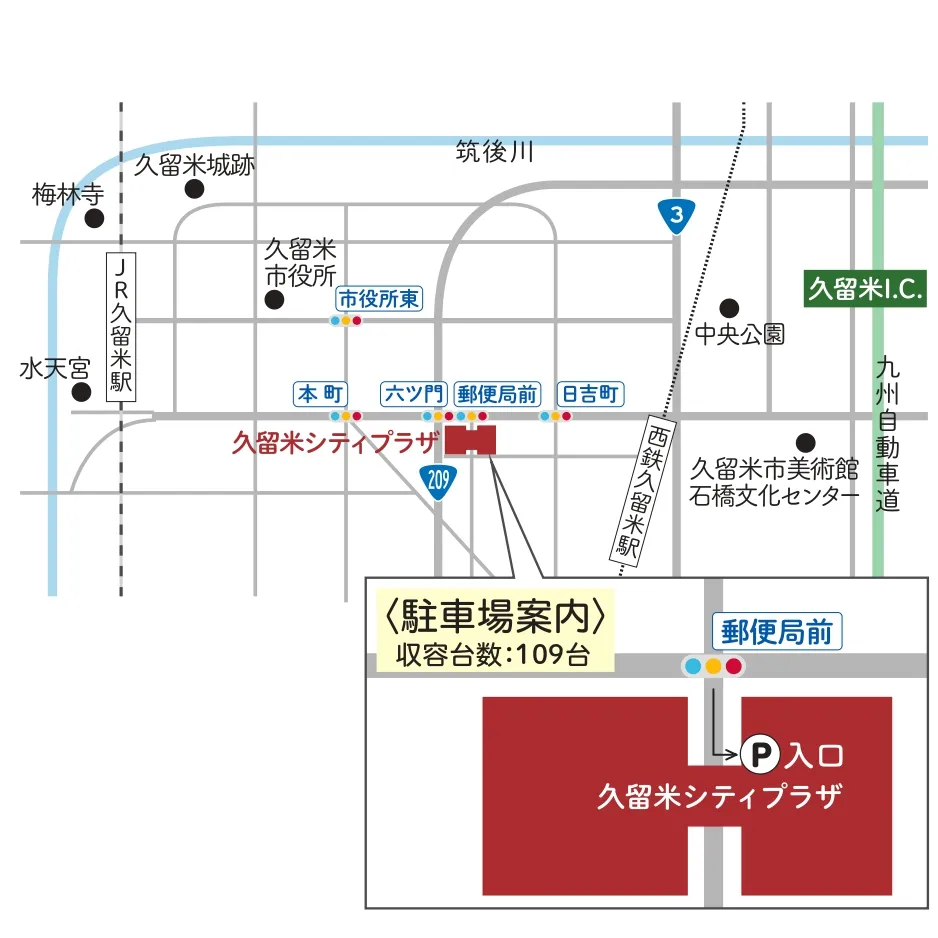 筑後川
久留米城跡
梅林寺
3
久留米
市役所
久留米I.C.
市役所東
JR久留米駅
中央公園
水天宮
九州自動車道
本町
六ツ門
郵便局前
日吉町
久留米シティプラザ
西鉄久留米駅
久留米市美術館
石橋文化センター
209
〈駐車場案内〉
収容台数:109台
郵便局前
P 入口
久留米シティプラザ